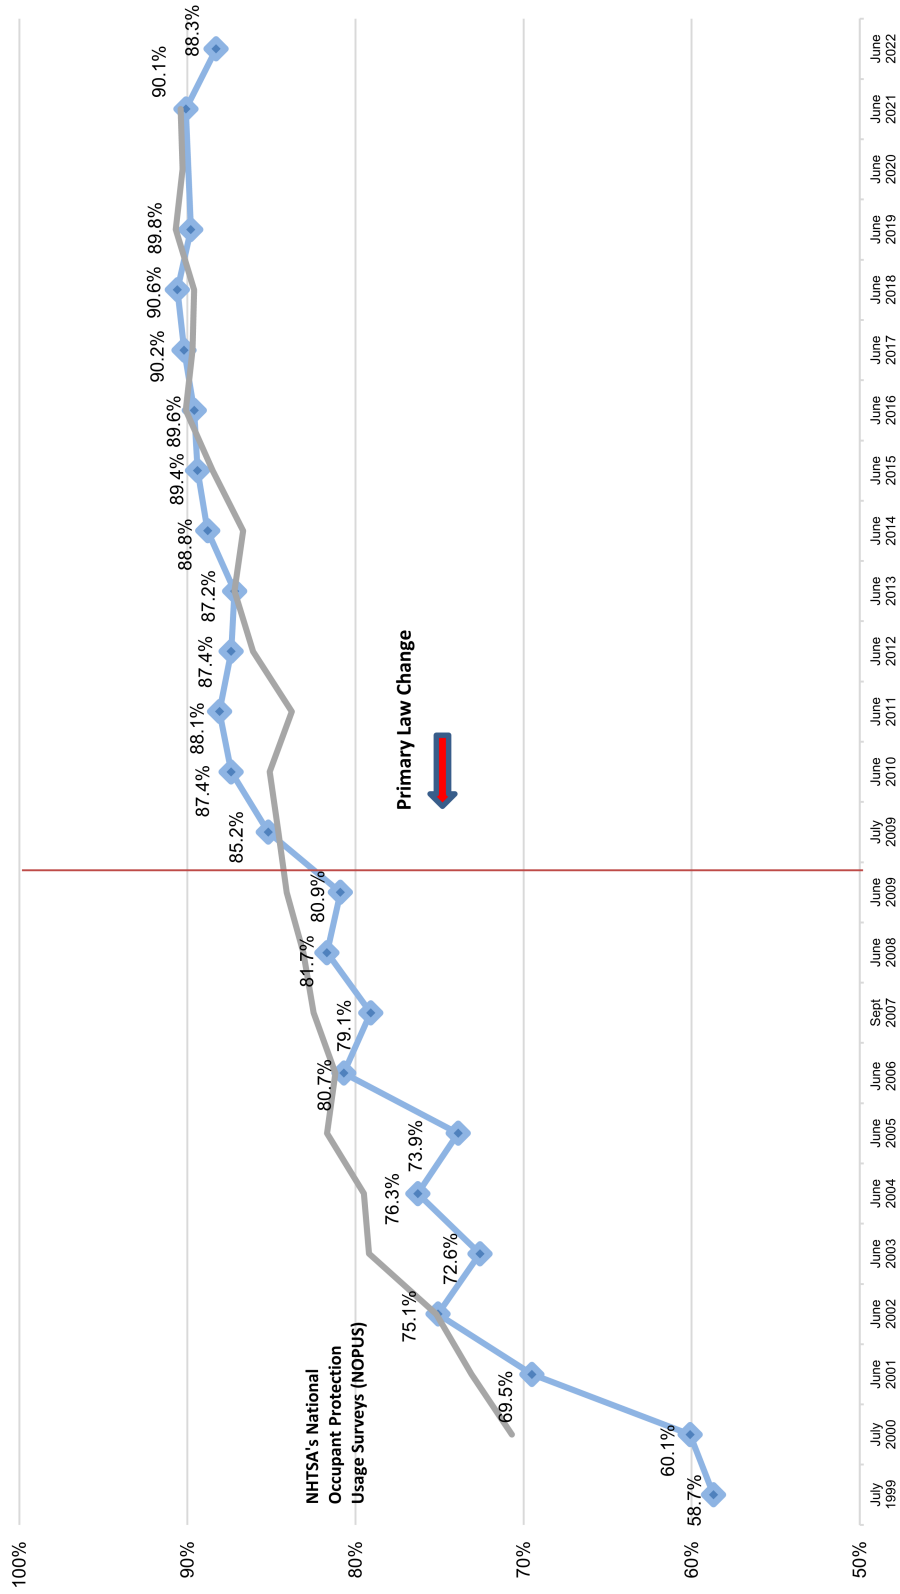 100%
90%
80%
70%
60%
50%
NHTSA's National
Occupant Protection
Usage Surveys (NOPUS)
Primary Law Change
58.7%
60.1%
69.5%
75.1%
72.6%
76.3%
73.9%
80.7%
79.1%
81.7%
80.9%
85.2%
87.4%
88.1%
87.4%
87.2%
88.8%
89.4%
89.6%
90.2%
90.6%
89.8%
90.1%
88.3%
July
1999
July
2000
June
2001
June
2002
June
2003
June
2004
June
2005
June
2006
Sept
2007
June
2008
June
2009
July
2009
June
2010
June
2011
June
2012
June
2013
June
2014
June
2015
June
2016
June
2017
June
2018
June
2019
June
2020
June
2021
June
2022